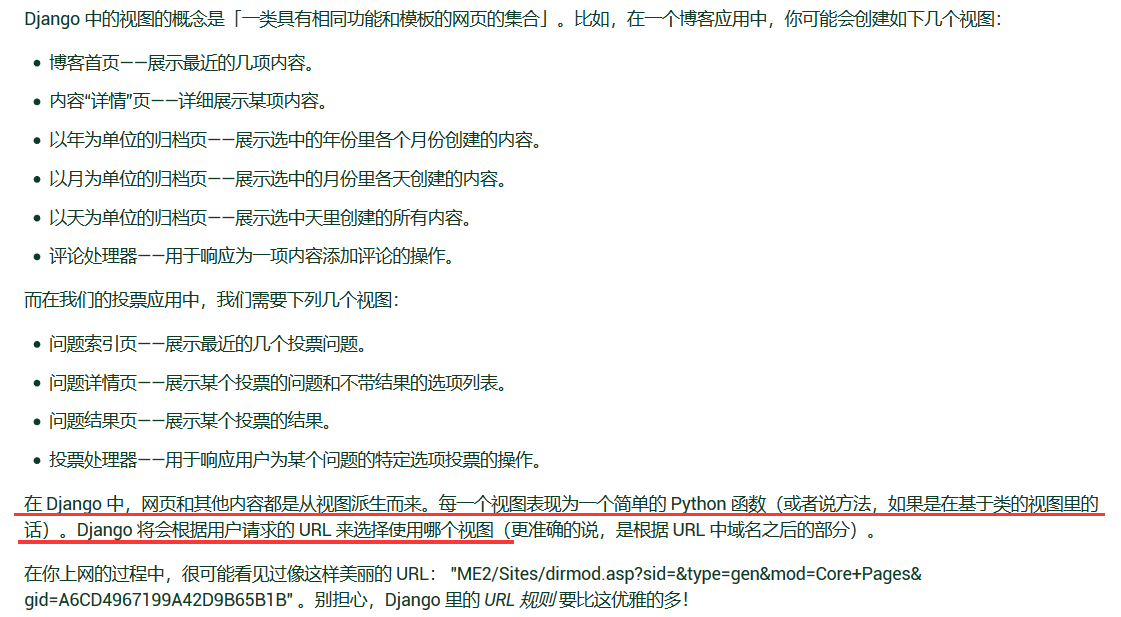 Django 中的视图的概念是「一类具有相同功能和模板的网页的集合」。比如，在一个博客应用中，你可能会创建如下几个视图：
• 博客首页——展示最近的几项内容。
• 内容“详情”页——详细展示某项内容。
• 以年为单位的归档页——展示选中的年份里各个月份创建的内容。
• 以月为单位的归档页——展示选中的月份里各天创建的内容。
• 以天为单位的归档页——展示选中天里创建的所有内容。
• 评论处理器——用于响应为一项内容添加评论的操作。
而在我们的投票应用中，我们需要下列几个视图：
• 问题索引页——展示最近的几个投票问题。
• 问题详情页——展示某个投票的问题和不带结果的选项列表。
• 问题结果页——展示某个投票的结果。
• 投票处理器——用于响应用户为某个问题的特定选项投票的操作。
在 Django 中，网页和其他内容都是从视图派生而来。每一个视图表现为一个简单的 Python 函数（或者说方法，如果是在基于类的视图里的
话）。Django 将会根据用户请求的 URL 来选择使用哪个视图（更准确的说，是根据 URL 中域名之后的部分）。
在你上网的过程中，很可能看见过像这样美丽的 URL： "ME2/Sites/dirmod.asp?sid=&type=gen&mod=Core+Pages&
gid=A6CD4967199A42D9B65B1B" 。别担心，Django 里的 URL 规则 要比这优雅的多！